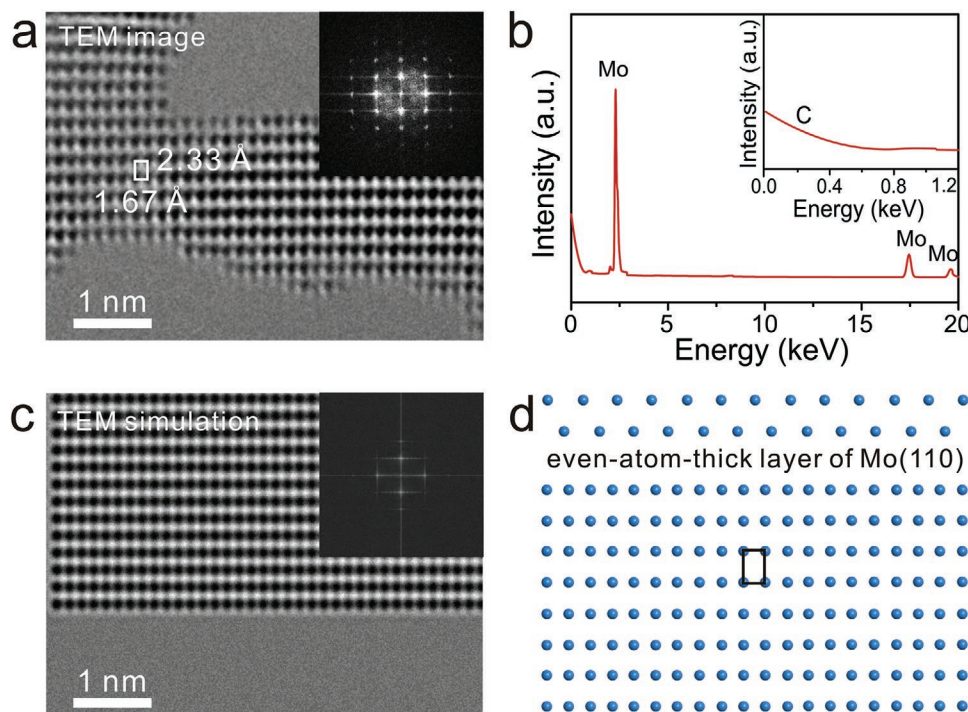 a
TEM image
2.33 Å
1.67 Å
1 nm
b
Intensity (a.u.)
Mo
Mo
Mo
0
5
10
15
20
Energy (keV)
Intensity (a.u.)
C
0.0
0.4
0.8
1.2
Energy (keV)
c
TEM simulation
1 nm
d
even-atom-thick layer of Mo(110)